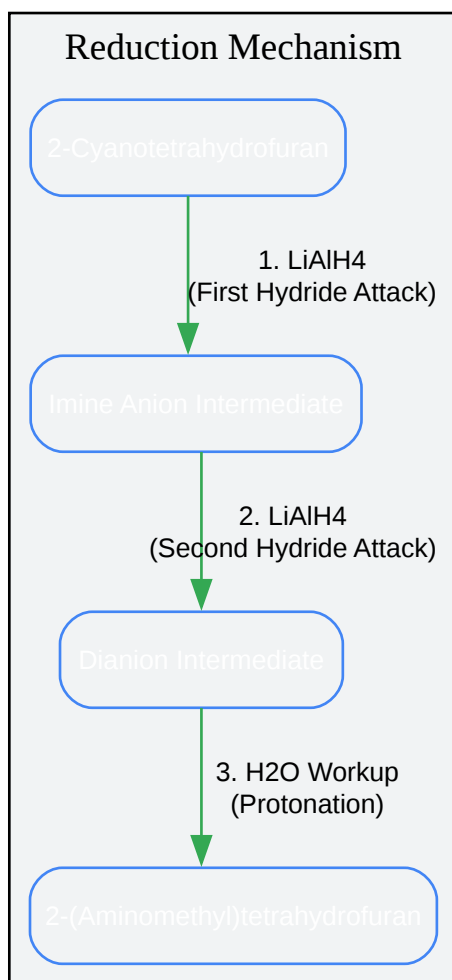 Reduction Mechanism
2-Cyanotetrahydrofuran
1. LiAlH4
(First Hydride Attack)
Imine Anion Intermediate
2. LiAlH4
(Second Hydride Attack)
Dianion Intermediate
3. H2O Workup
(Protonation)
2-(Aminomethyl)tetrahydrofuran